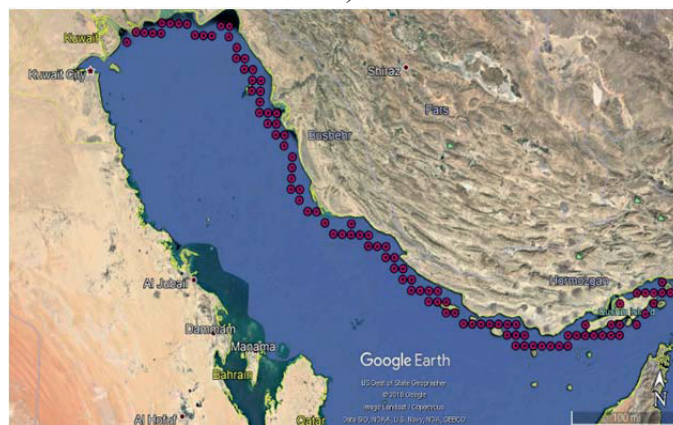 Kuwait
Kuwait City
Shiraz
Fars
Bushehr
Al Jubail
Hormozgan
Dammam
Manama
Bahrain
Google Earth
US Dept of State Geographer
© 2018 Google
Image Landsat / Copernicus
Data SIO, NOAA, U.S. Navy, NGA, GEBCO
Al Hofuf
Qatar
100 mi
N